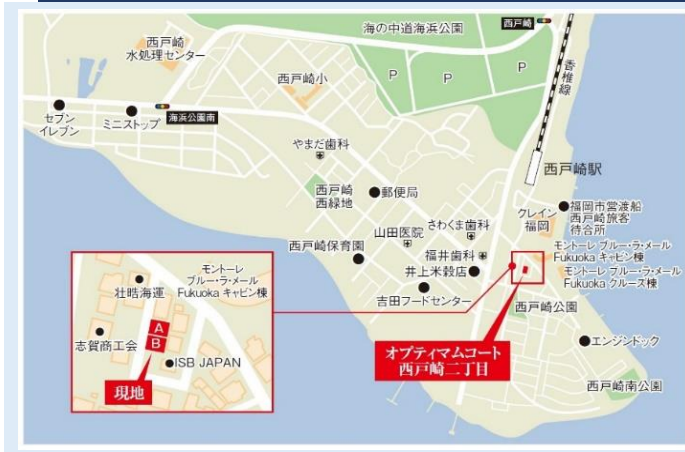 海の中道海浜公園
西戸崎
西戸崎
水処理センター
西戸崎小
P
P
P
香椎線
セブン
イレブン
ミニストップ
海浜公園南
やまだ歯科
西戸崎駅
西戸崎
西緑地
郵便局
クレイン
福岡
福岡市営渡船
西戸崎旅客
待合所
山田医院
さわくま歯科
西戸崎保育園
福井歯科
井上米穀店
モントーレ ブルー・ラ・メール
Fukuoka キャビン棟
モントーレ ブルー・ラ・メール
Fukuoka クルーズ棟
吉田フードセンター
西戸崎公園
エンジンドック
西戸崎南公園
オプティマムコート
西戸崎二丁目
モントーレ
ブルー・ラ・メール
Fukuoka キャビン棟
壮晧海運
志賀商工会
A
B
ISB JAPAN
現地